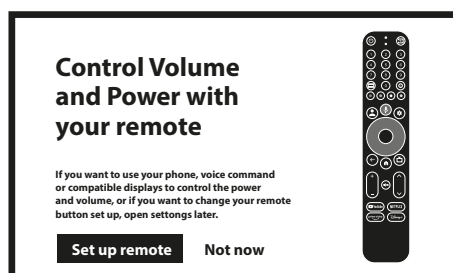 Control Volume
and Power with
your remote
If you want to use your phone, voice command
or compatible displays to control the power
and volume, or if you want to change your remote
button set up, open settongs later.
Set up remote Not now
YouTube NETFLIX